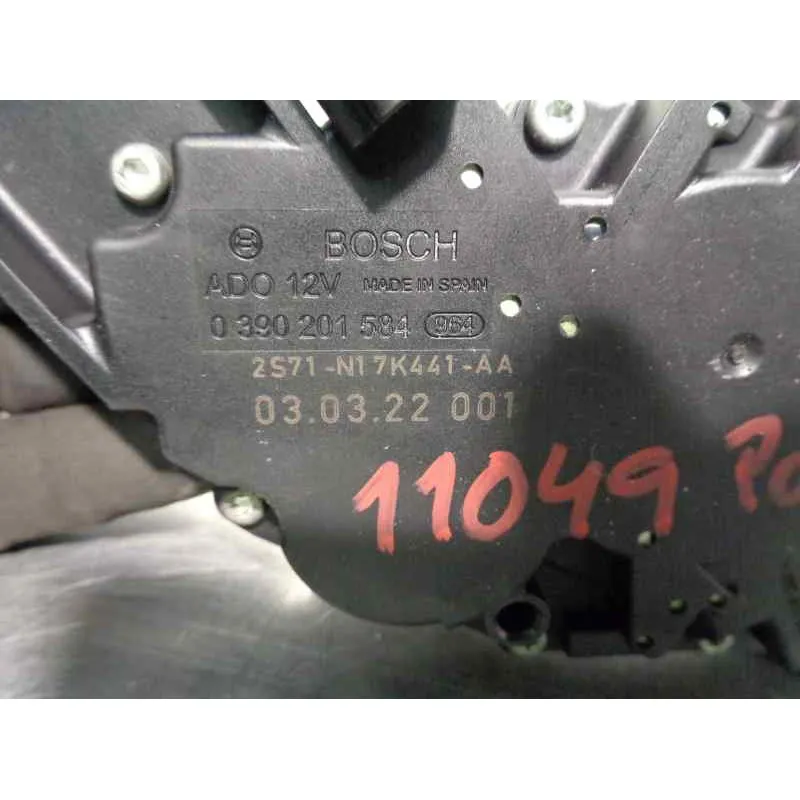 BOSCH
ADO 12V MADE IN SPAIN
0 390 201 584 964
2S71-N17K441-AA
03.03.22 001
11049